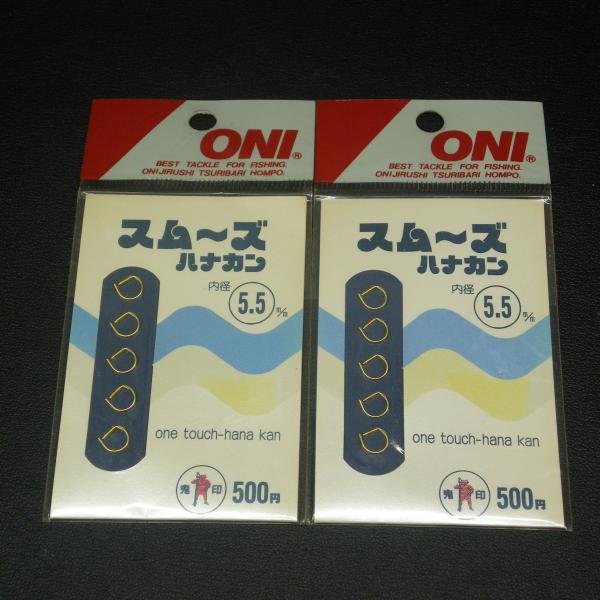 ONI®
BEST TACKLE FOR FISHING.
ONIJIRUSHI TSURIBARI HOMPO.
スム〜ズ
ハナカン
内径
5.5 m/m
one touch-hana kan
鬼 印 500円
ONI®
BEST TACKLE FOR FISHING.
ONIJIRUSHI TSURIBARI HOMPO.
スム〜ズ
ハナカン
内径
5.5 m/m
one touch-hana kan
鬼 印 500円